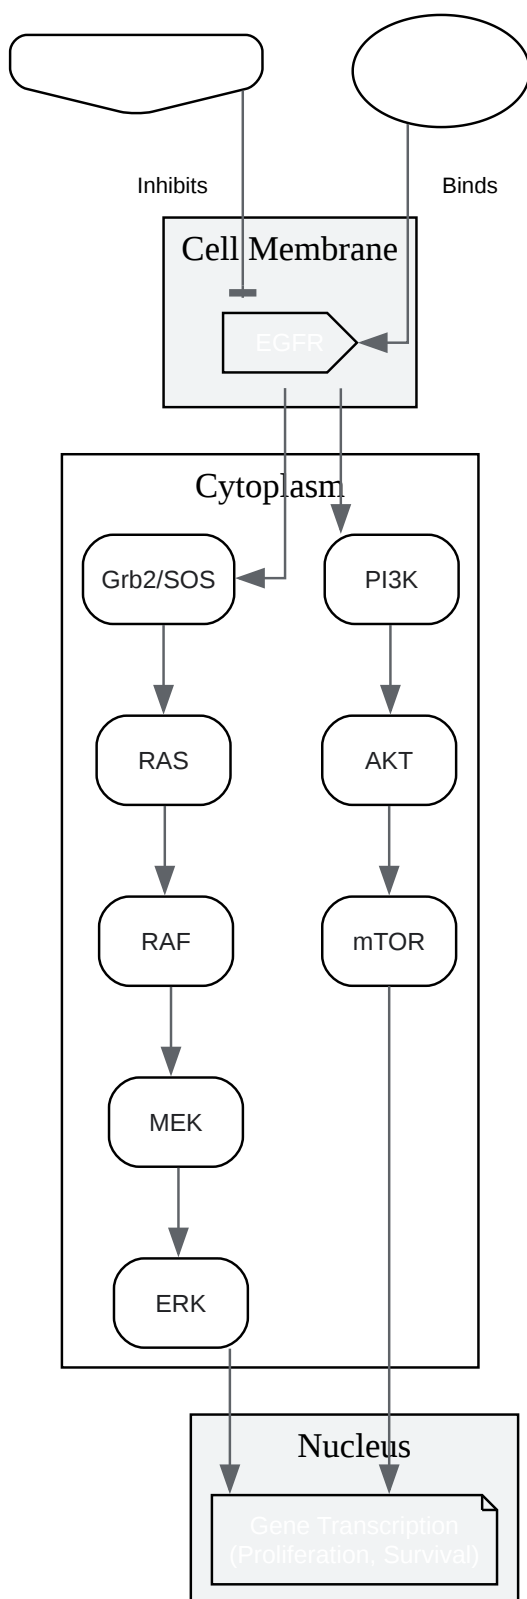 Inhibits
Binds
Cell Membrane
EGFR
Cytoplasm
Grb2/SOS
PI3K
RAS
AKT
RAF
mTOR
MEK
ERK
Nucleus
Gene Transcription
(Proliferation, Survival)